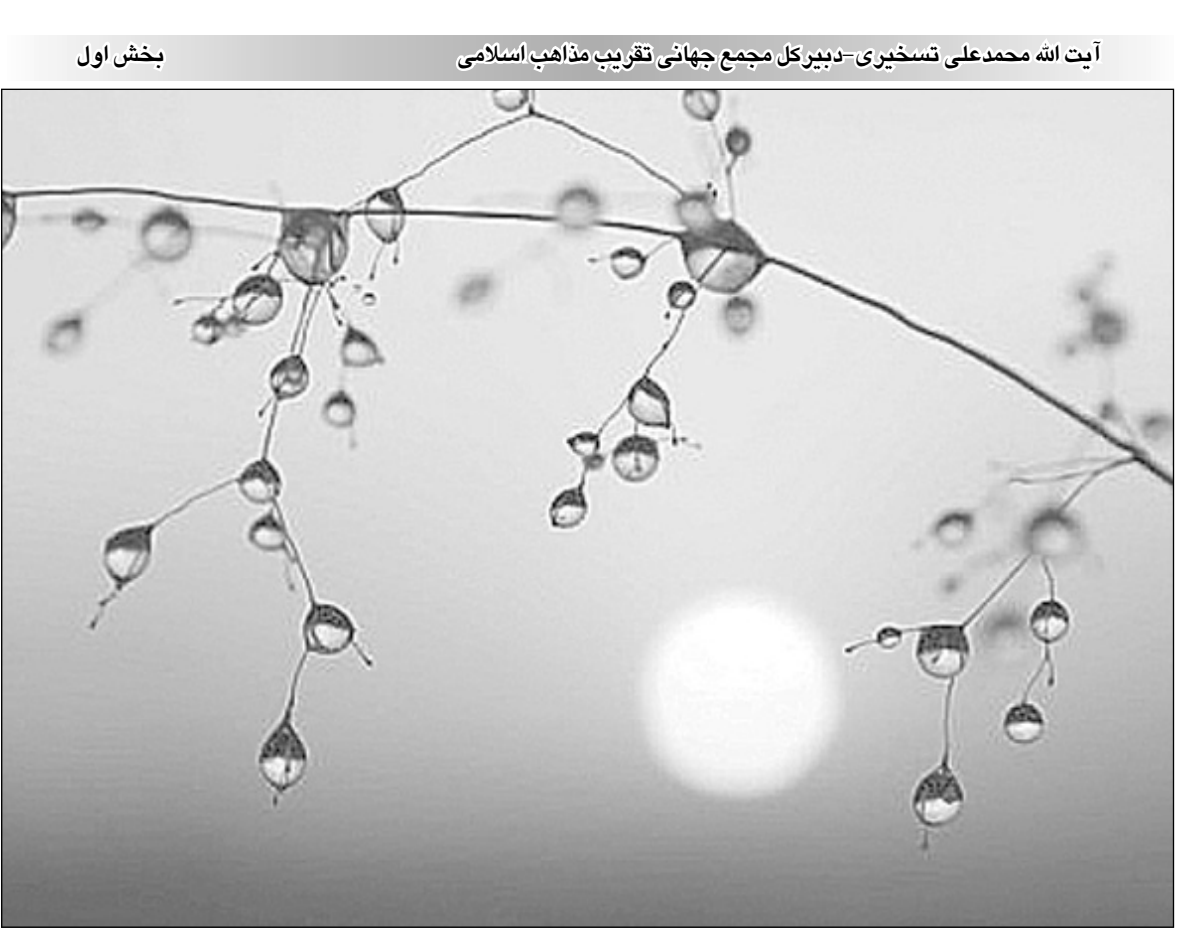 آیت الله محمدعلی تسخیری-دبیرکل مجمع جهانی تقریب مذاهب اسلامی
بخش اول